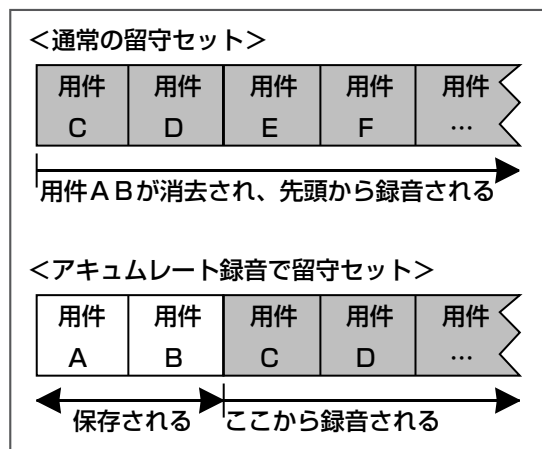 <通常の留守セット>
用件 用件 用件 用件 用件
C D E F …
用件ABが消去され、先頭から録音される
<アキュムレート録音で留守セット>
用件 用件 用件 用件 用件
A B C D …
保存される ここから録音される